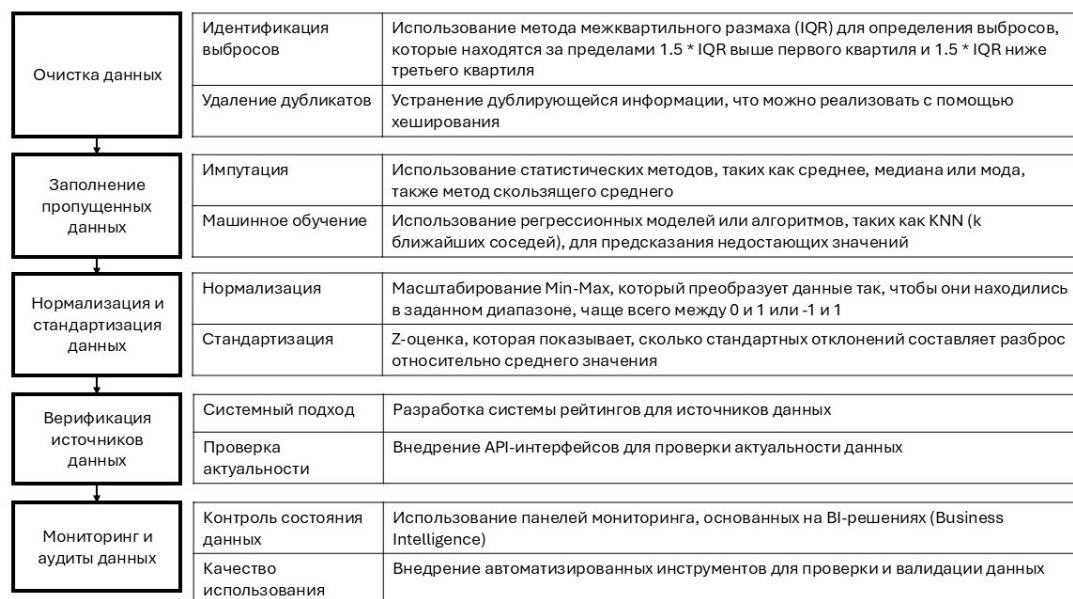 Очистка данных
Идентификация
выбросов
Использование метода межквартильного размаха (IQR) для определения выбросов,
которые находятся за пределами 1.5 * IQR выше первого квартиля и 1.5 * IQR ниже
третьего квартиля
Удаление дубликатов
Устранение дублирующейся информации, что можно реализовать с помощью
хеширования
Заполнение
пропущенных
данных
Импутация
Использование статистических методов, таких как среднее, медиана или мода,
также метод скользящего среднего
Машинное обучение
Использование регрессионных моделей или алгоритмов, таких как KNN (k
ближайших соседей), для предсказания недостающих значений
Нормализация и
стандартизация
данных
Нормализация
Масштабирование Min-Max, который преобразует данные так, чтобы они находились
в заданном диапазоне, чаще всего между 0 и 1 или -1 и 1
Стандартизация
Z-оценка, которая показывает, сколько стандартных отклонений составляет разброс
относительно среднего значения
Верификация
источников
данных
Системный подход
Разработка системы рейтингов для источников данных
Проверка
актуальности
Внедрение API-интерфейсов для проверки актуальности данных
Мониторинг и
аудиты данных
Контроль состояния
данных
Использование панелей мониторинга, основанных на BI-решениях (Business
Intelligence)
Качество
использования
Внедрение автоматизированных инструментов для проверки и валидации данных